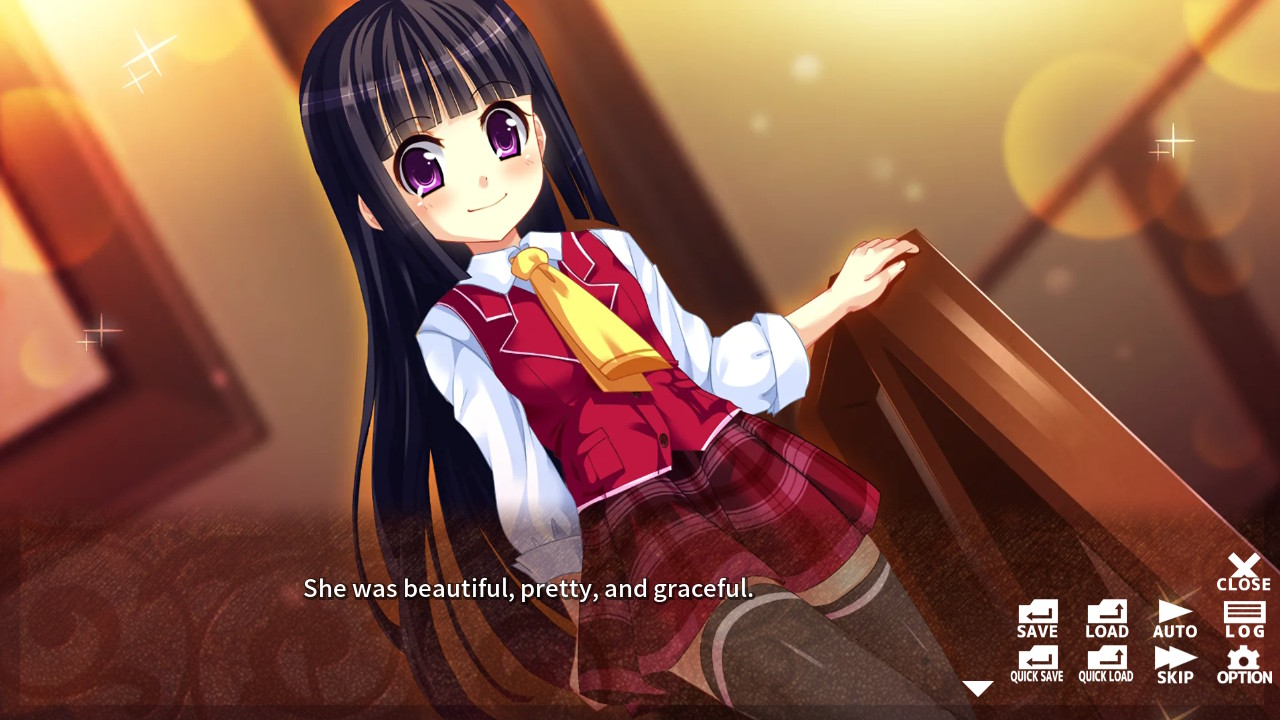 She was beautiful, pretty, and graceful.
CLOSE
SAVE
LOAD
AUTO
LOG
QUICK SAVE
QUICK LOAD
SKIP
OPTION